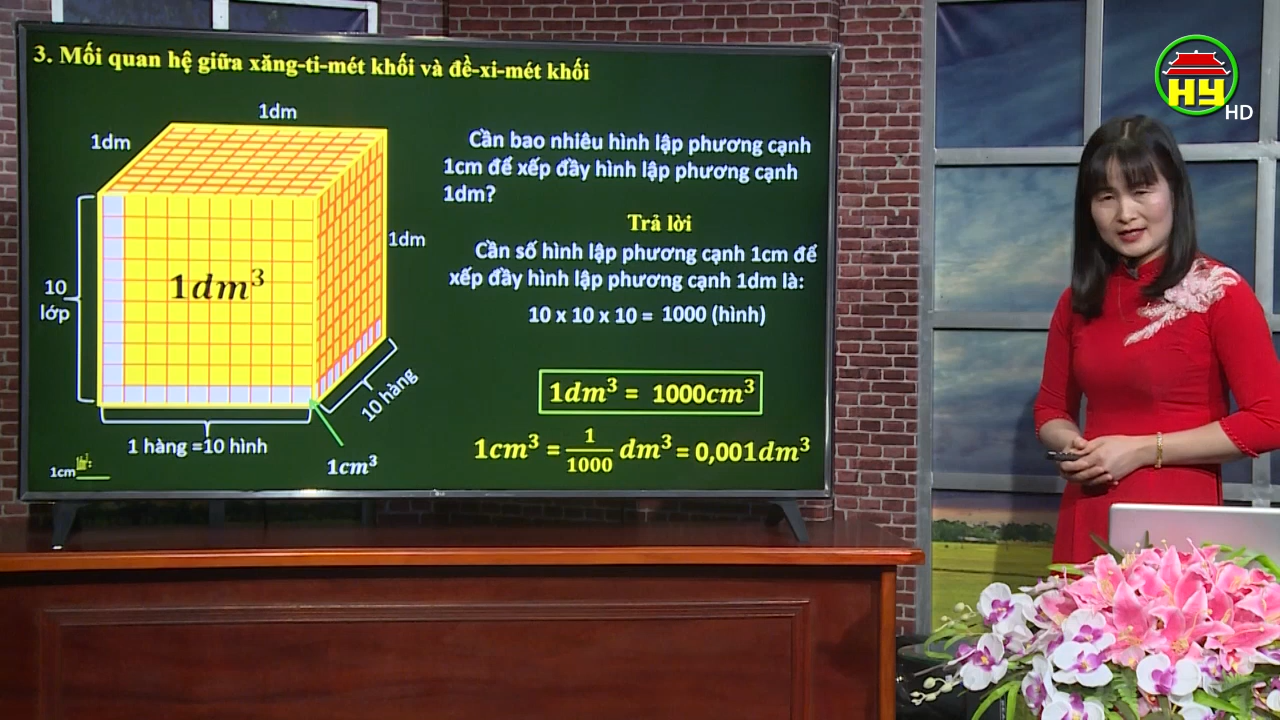 3. Mối quan hệ giữa xăng-ti-mét khối và đề-xi-mét khối
1dm
1dm
1dm
10
lớp
1dm³
10 hàng
1 hàng =10 hình
1cm
1cm³
Cần bao nhiêu hình lập phương cạnh
1cm để xếp đầy hình lập phương cạnh
1dm?
Trả lời
Cần số hình lập phương cạnh 1cm để
xếp đầy hình lập phương cạnh 1dm là:
10 x 10 x 10 = 1000 (hình)
1dm³ = 1000cm³
1cm³ = 1/1000 dm³ = 0,001dm³
HY
HD